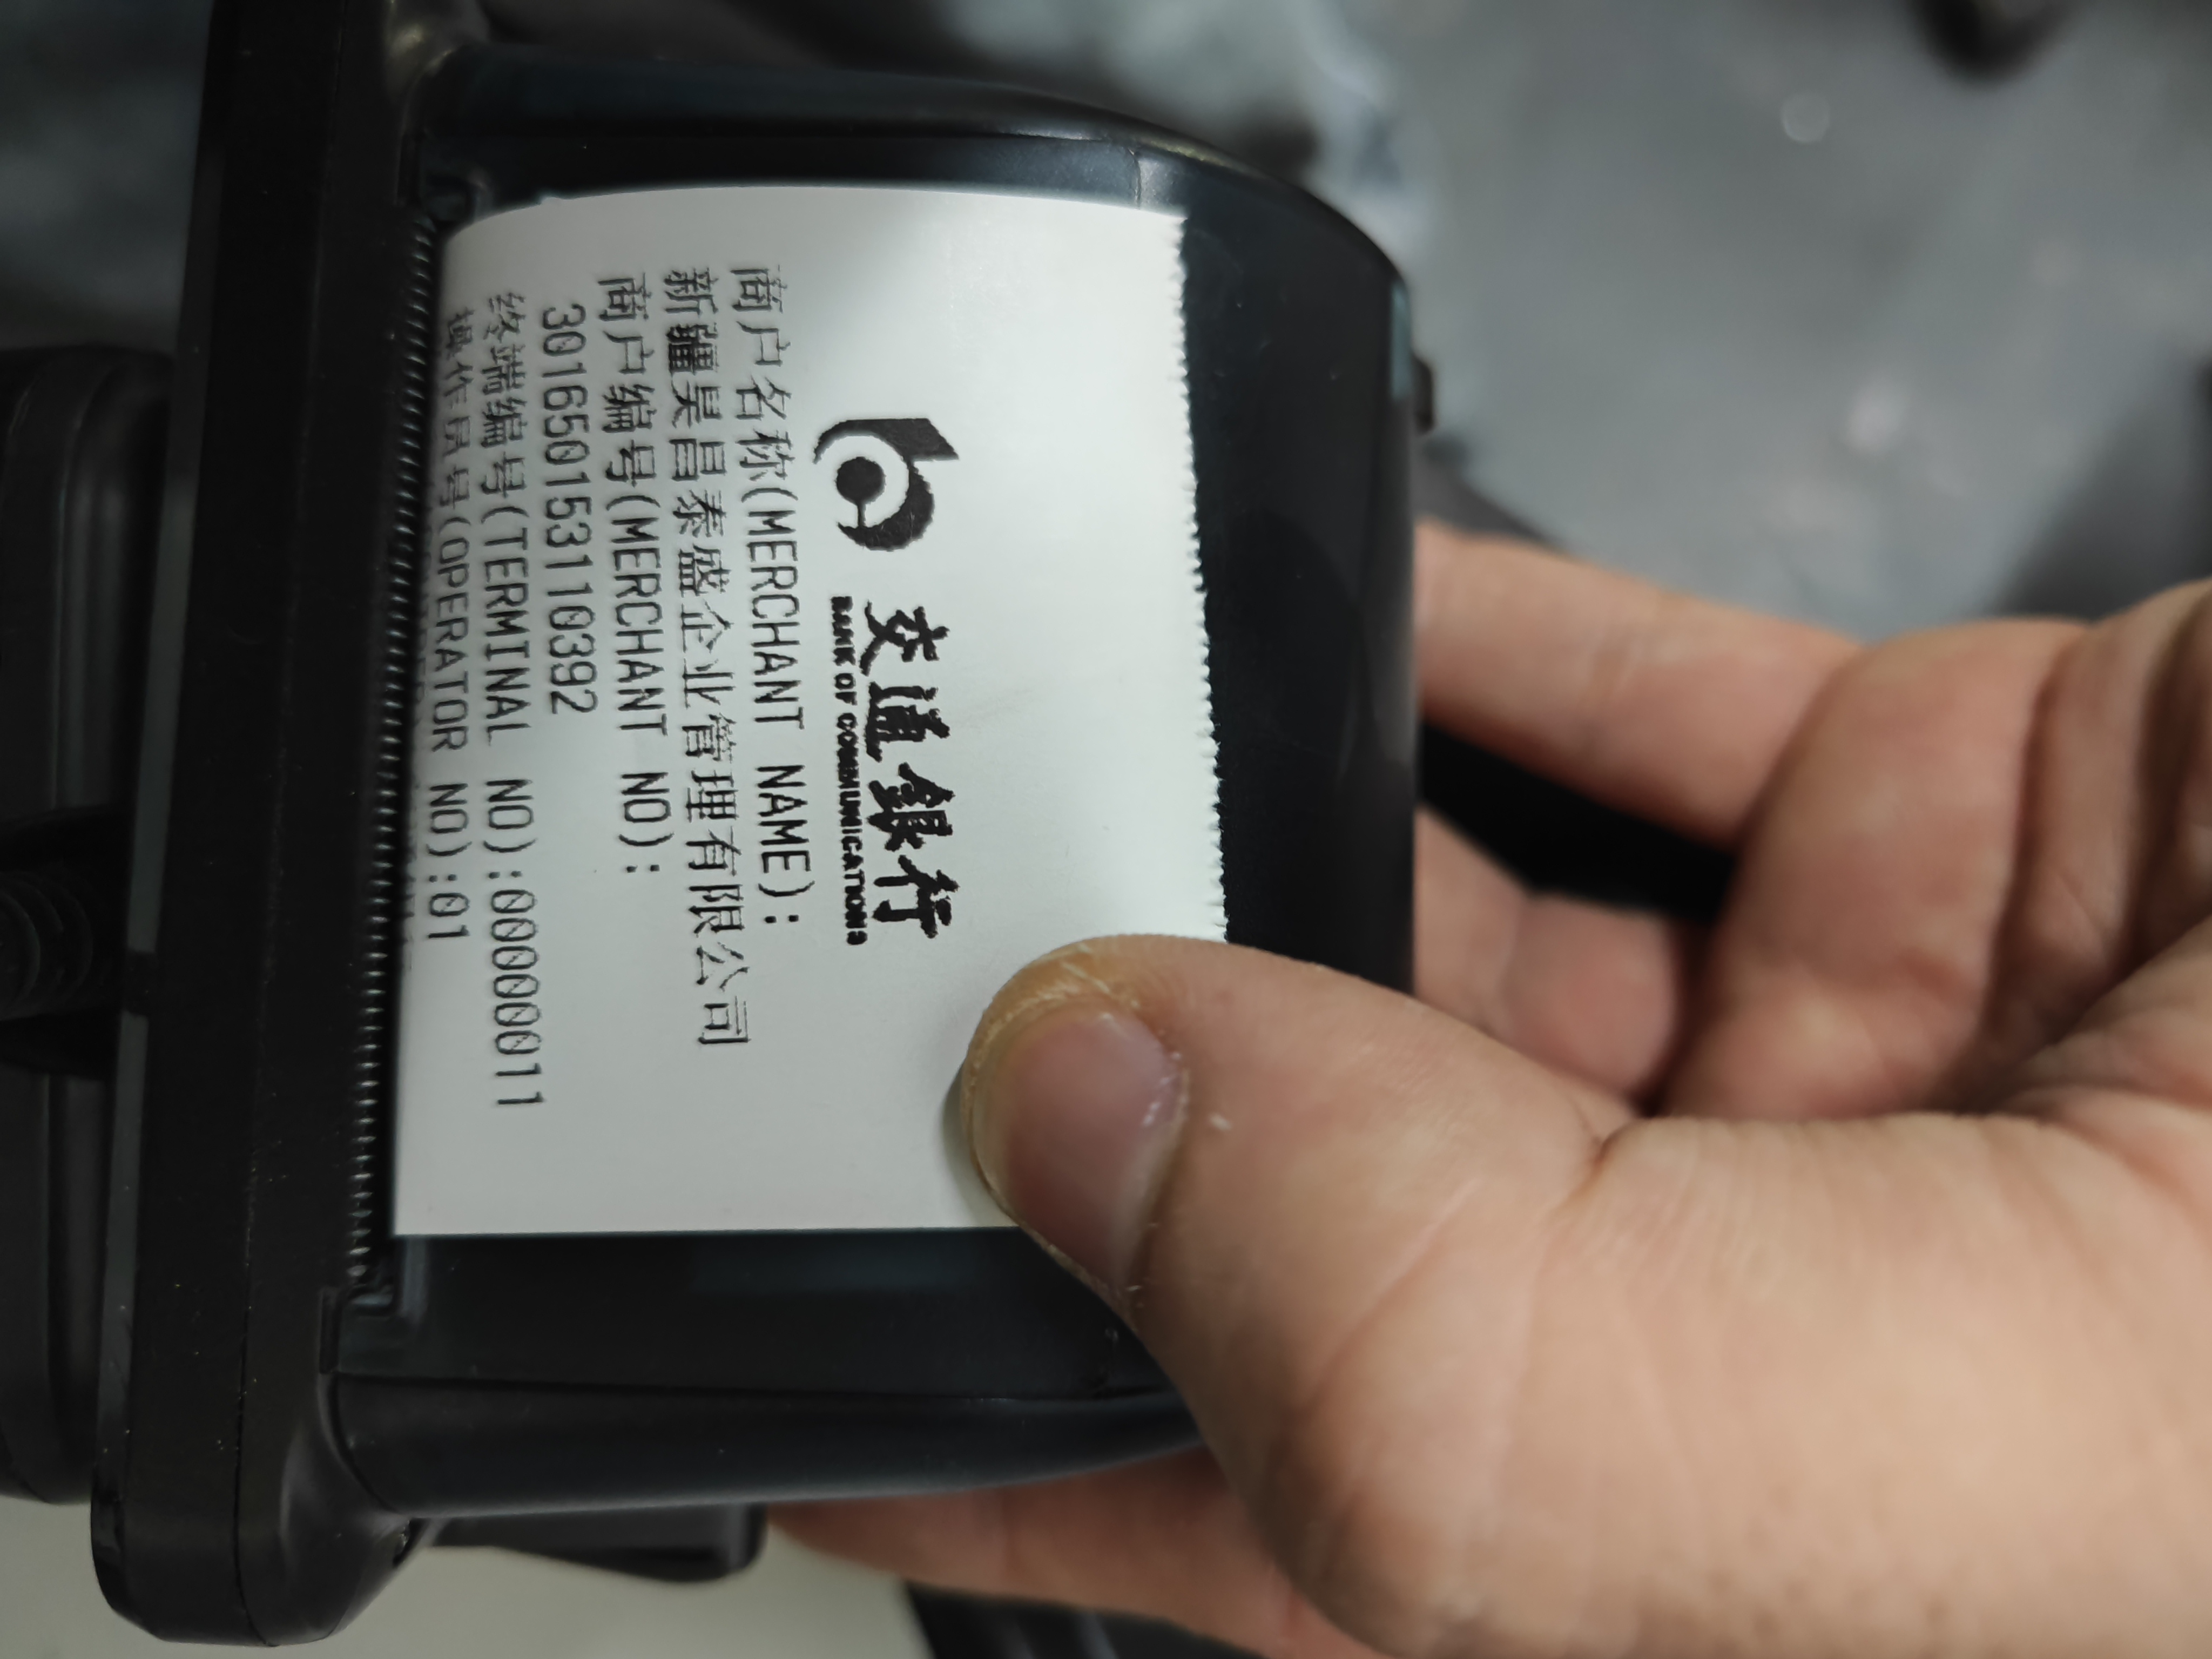 交通銀行
BANK OF COMMUNICATIONS
商户名称(MERCHANT NAME):
新疆昊昌泰盛企业管理有限公司
商户编号(MERCHANT NO):
301650153110392
终端编号(TERMINAL NO):00000011
操作员号(OPERATOR NO):01